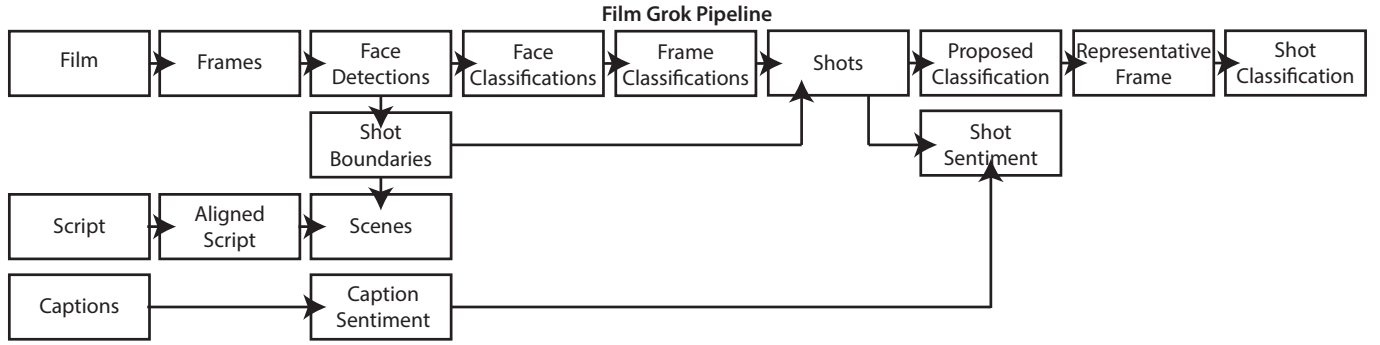 Film Grok Pipeline
Film
Frames
Face
Detections
Face
Classifications
Frame
Classifications
Shots
Proposed
Classification
Representative
Frame
Shot
Classification
Shot
Boundaries
Shot
Sentiment
Script
Aligned
Script
Scenes
Captions
Caption
Sentiment